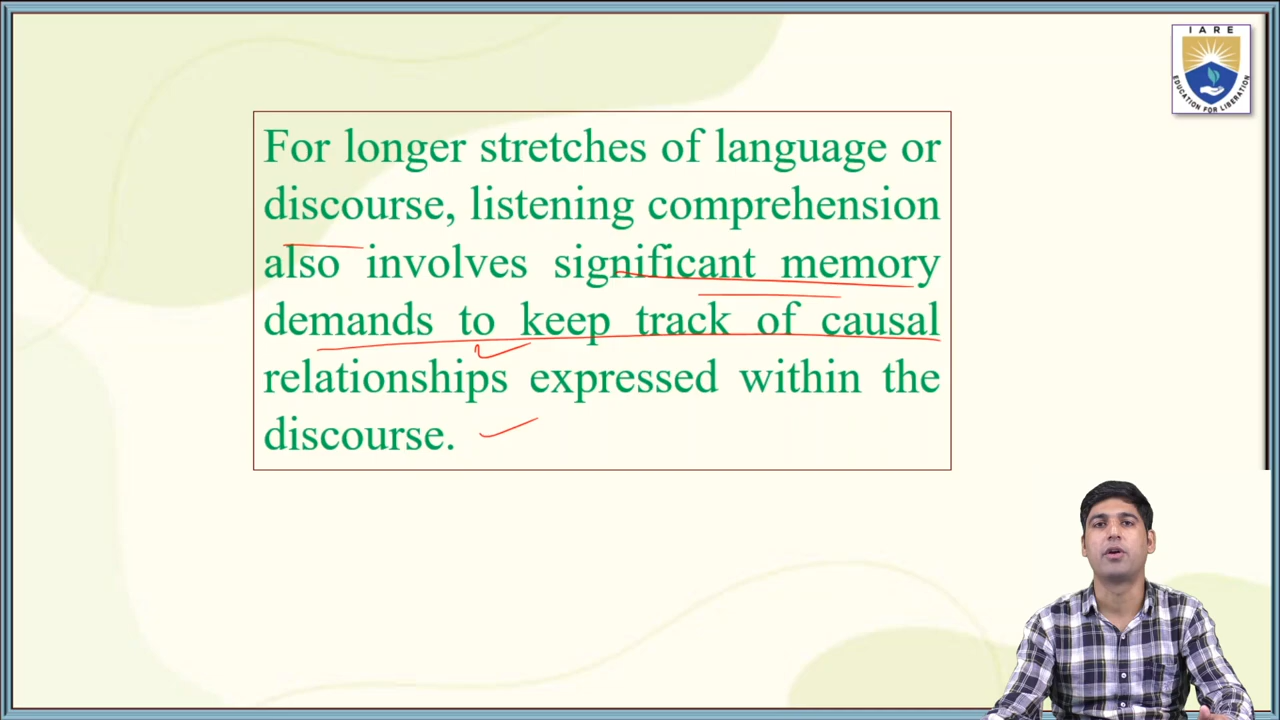 IARE
EDUCATION FOR LIBERATION
For longer stretches of language or
discourse, listening comprehension
also involves significant memory
demands to keep track of causal
relationships expressed within the
discourse.